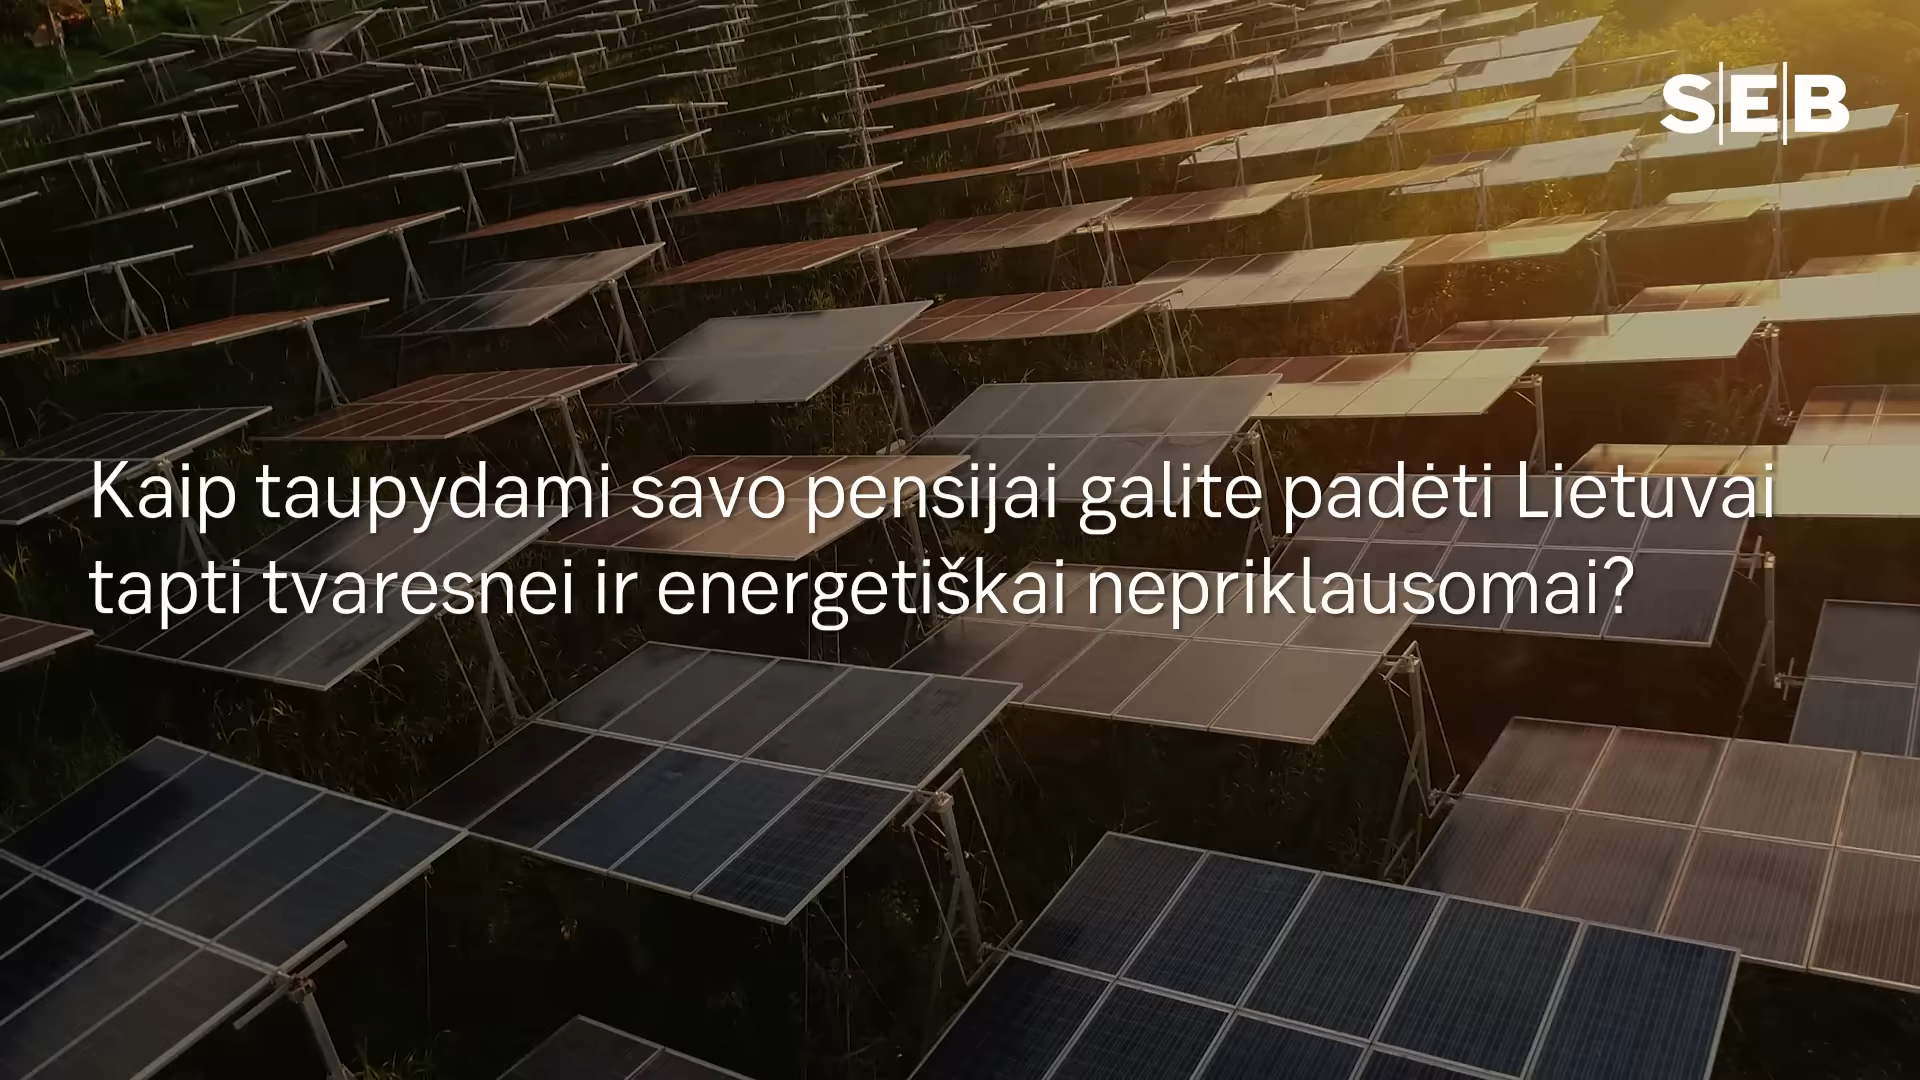 SEB
Kaip taupydami savo pensijai galite padėti Lietuvai
tapti tvaresnei ir energetiškai nepriklausomai?